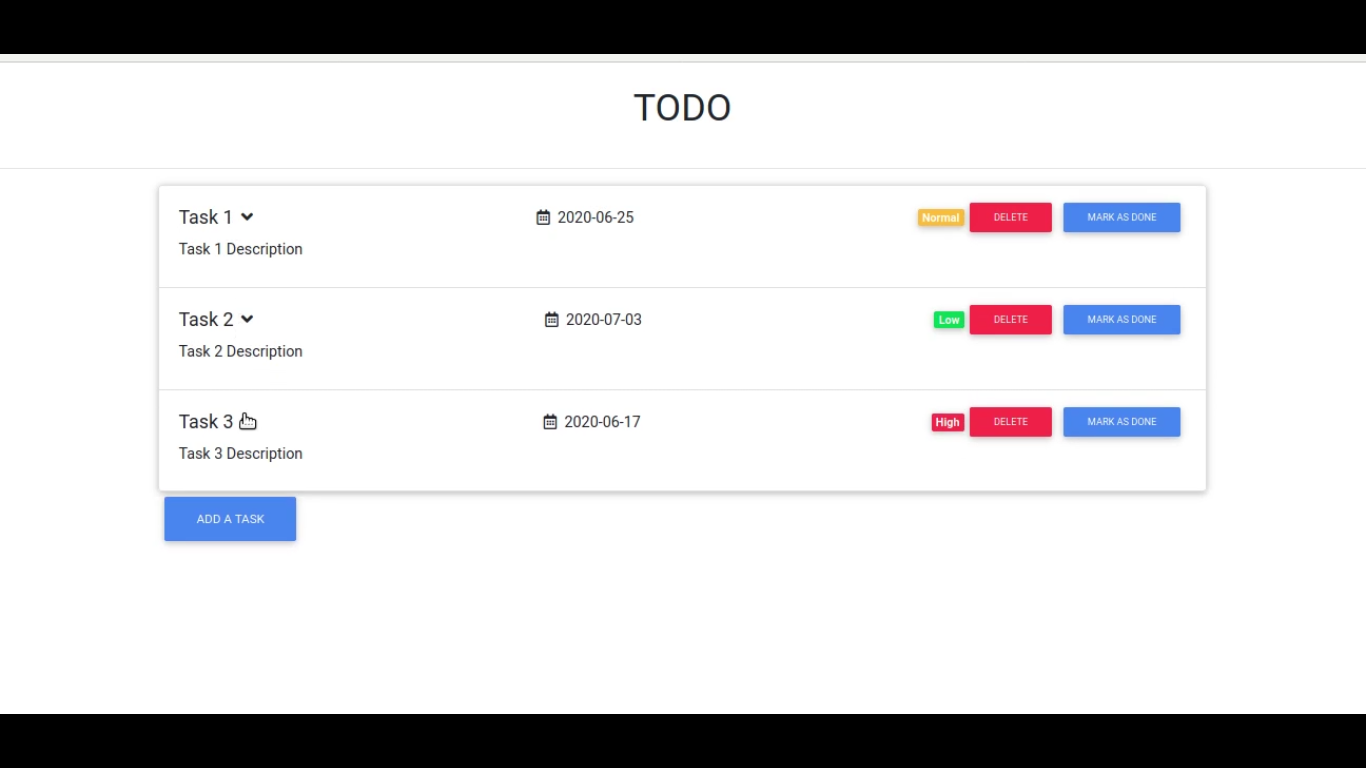 TODO
Task 1 2020-06-25 Normal DELETE MARK AS DONE
Task 1 Description
Task 2 2020-07-03 Low DELETE MARK AS DONE
Task 2 Description
Task 3 2020-06-17 High DELETE MARK AS DONE
Task 3 Description
ADD A TASK